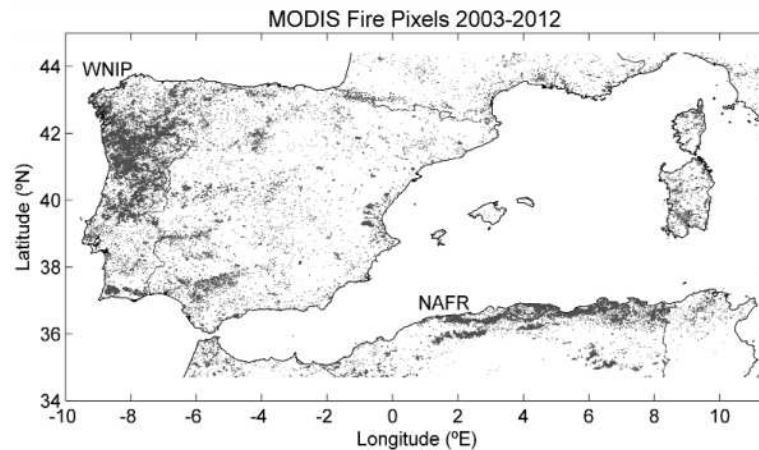 MODIS Fire Pixels 2003-2012
WNIP
NAFR
Latitude (ºN)
44
42
40
38
36
34
-10 -8 -6 -4 -2 0 2 4 6 8 10
Longitude (ºE)